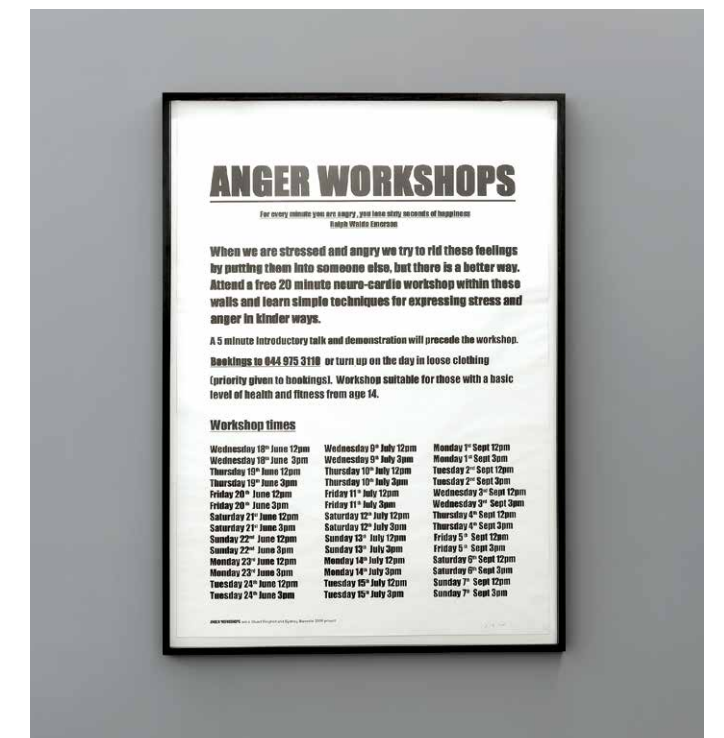 ANGER WORKSHOPS
For every minute you are angry , you lose sixty seconds of happiness
Ralph Waldo Emerson
When we are stressed and angry we try to rid these feelings
by putting them into someone else, but there is a better way.
Attend a free 20 minute neuro-cardio workshop within these
walls and learn simple techniques for expressing stress and
anger in kinder ways.
A 5 minute introductory talk and demonstration will precede the workshop.
Bookings to 044 975 3110 or turn up on the day in loose clothing
(priority given to bookings). Workshop suitable for those with a basic
level of health and fitness from age 14.
Workshop times
Wednesday 18th June 12pm
Wednesday 18th June 3pm
Thursday 19th June 12pm
Thursday 19th June 3pm
Friday 20th June 12pm
Friday 20th June 3pm
Saturday 21st June 12pm
Saturday 21st June 3pm
Sunday 22nd June 12pm
Sunday 22nd June 3pm
Monday 23rd June 12pm
Monday 23rd June 3pm
Tuesday 24th June 12pm
Tuesday 24th June 3pm
Wednesday 9th July 12pm
Wednesday 9th July 3pm
Thursday 10th July 12pm
Thursday 10th July 3pm
Friday 11th July 12pm
Friday 11th July 3pm
Saturday 12th July 12pm
Saturday 12th July 3pm
Sunday 13th July 12pm
Sunday 13th July 3pm
Monday 14th July 12pm
Monday 14th July 3pm
Tuesday 15th July 12pm
Tuesday 15th July 3pm
Monday 1st Sept 12pm
Monday 1st Sept 3pm
Tuesday 2nd Sept 12pm
Tuesday 2nd Sept 3pm
Wednesday 3rd Sept 12pm
Wednesday 3rd Sept 3pm
Thursday 4th Sept 12pm
Thursday 4th Sept 3pm
Friday 5th Sept 12pm
Friday 5th Sept 3pm
Saturday 6th Sept 12pm
Saturday 6th Sept 3pm
Sunday 7th Sept 12pm
Sunday 7th Sept 3pm
ANGER WORKSHOPS